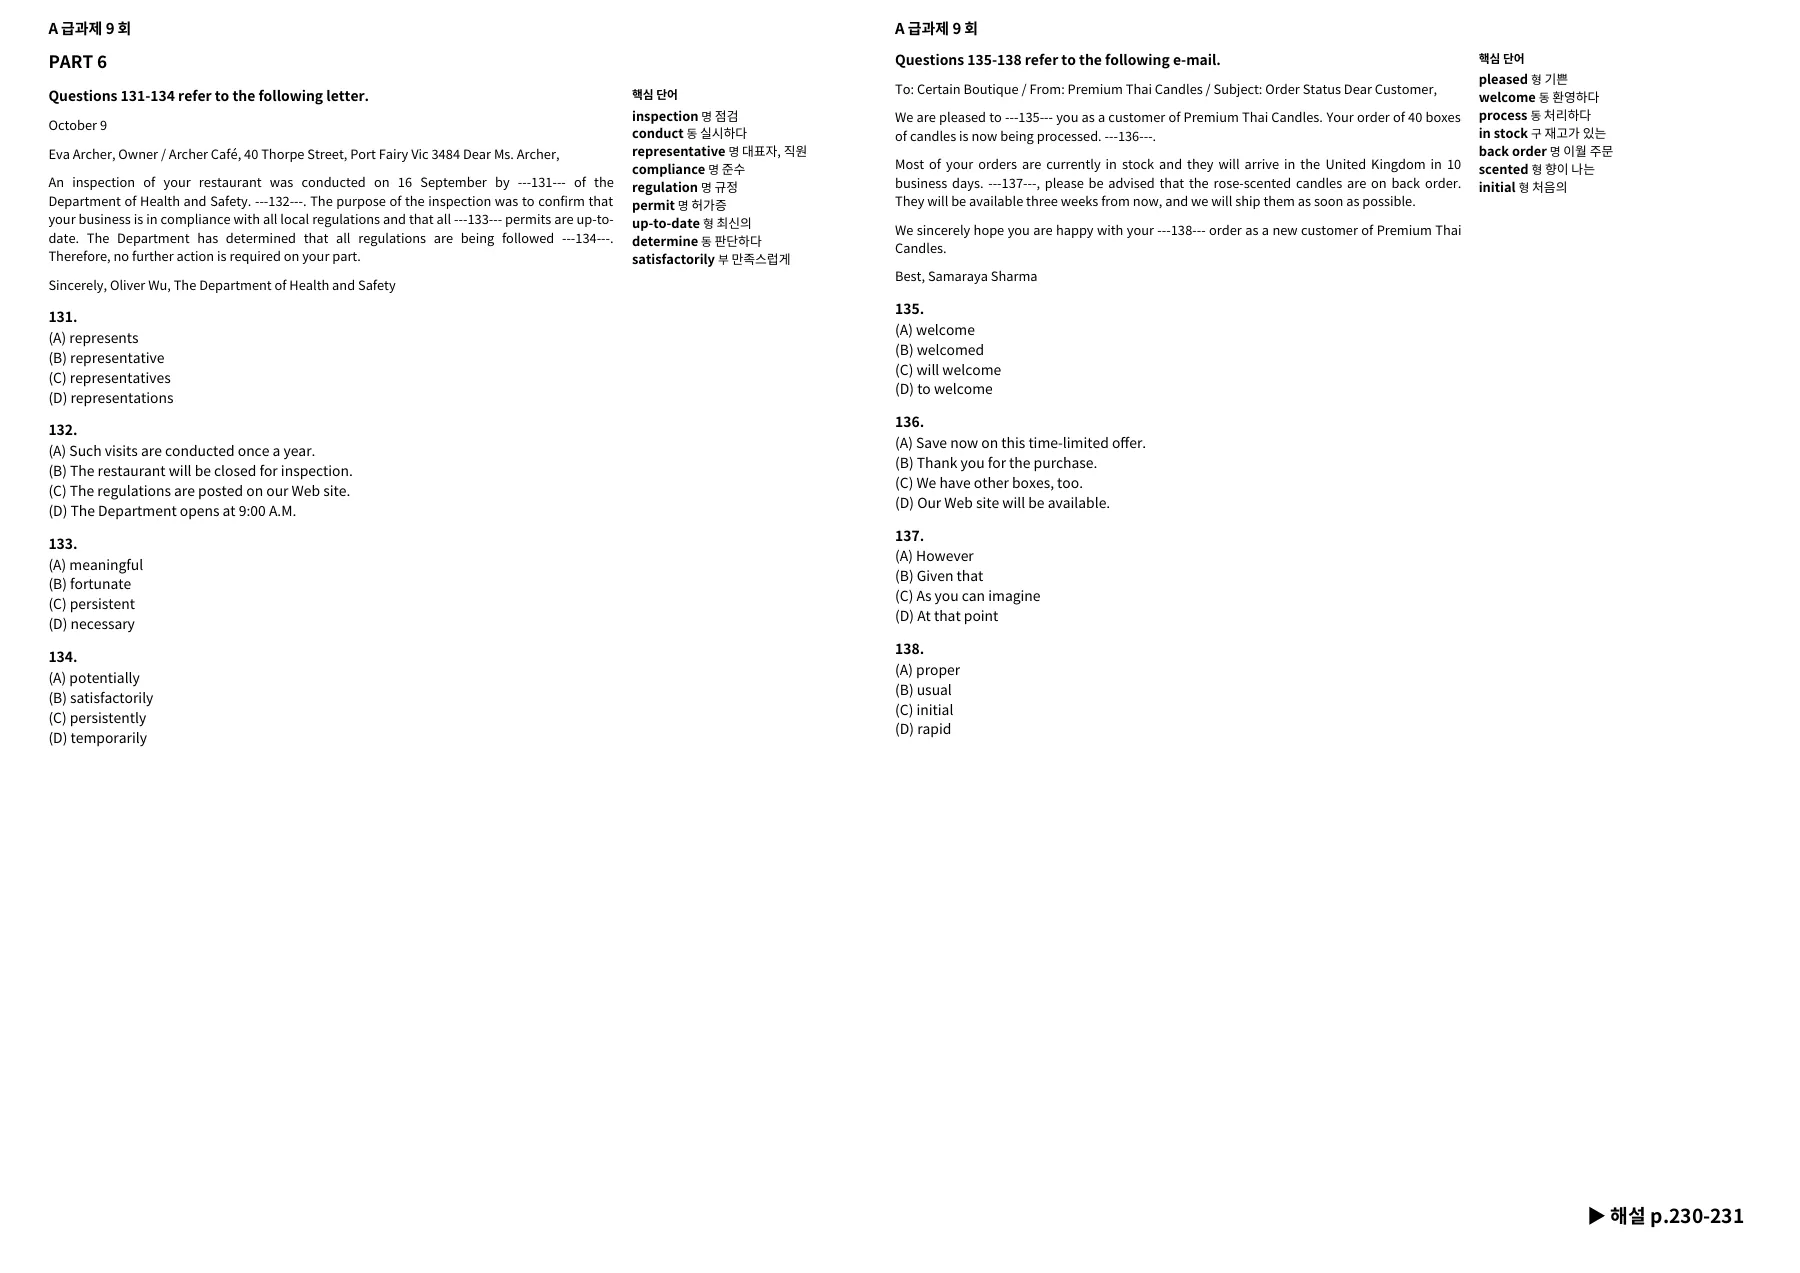 A 급과제 9 회
PART 6
Questions 131-134 refer to the following letter.
October 9
Eva Archer, Owner / Archer Café, 40 Thorpe Street, Port Fairy Vic 3484 Dear Ms. Archer,
An inspection of your restaurant was conducted on 16 September by ---131--- of the
Department of Health and Safety. ---132---. The purpose of the inspection was to confirm that
your business is in compliance with all local regulations and that all ---133--- permits are up-to-
date. The Department has determined that all regulations are being followed ---134---.
Therefore, no further action is required on your part.
Sincerely, Oliver Wu, The Department of Health and Safety
핵심 단어
inspection 명 점검
conduct 동 실시하다
representative 명 대표자, 직원
compliance 명 준수
regulation 명 규정
permit 명 허가증
up-to-date 형 최신의
determine 동 판단하다
satisfactorily 부 만족스럽게
131.
(A) represents
(B) representative
(C) representatives
(D) representations
132.
(A) Such visits are conducted once a year.
(B) The restaurant will be closed for inspection.
(C) The regulations are posted on our Web site.
(D) The Department opens at 9:00 A.M.
133.
(A) meaningful
(B) fortunate
(C) persistent
(D) necessary
134.
(A) potentially
(B) satisfactorily
(C) persistently
(D) temporarily
A 급과제 9 회
Questions 135-138 refer to the following e-mail.
To: Certain Boutique / From: Premium Thai Candles / Subject: Order Status Dear Customer,
We are pleased to ---135--- you as a customer of Premium Thai Candles. Your order of 40 boxes
of candles is now being processed. ---136---.
Most of your orders are currently in stock and they will arrive in the United Kingdom in 10
business days. ---137---, please be advised that the rose-scented candles are on back order.
They will be available three weeks from now, and we will ship them as soon as possible.
We sincerely hope you are happy with your ---138--- order as a new customer of Premium Thai
Candles.
Best, Samaraya Sharma
핵심 단어
pleased 형 기쁜
welcome 동 환영하다
process 동 처리하다
in stock 구 재고가 있는
back order 명 이월 주문
scented 형 향이 나는
initial 형 처음의
135.
(A) welcome
(B) welcomed
(C) will welcome
(D) to welcome
136.
(A) Save now on this time-limited offer.
(B) Thank you for the purchase.
(C) We have other boxes, too.
(D) Our Web site will be available.
137.
(A) However
(B) Given that
(C) As you can imagine
(D) At that point
138.
(A) proper
(B) usual
(C) initial
(D) rapid
▶ 해설 p.230-231